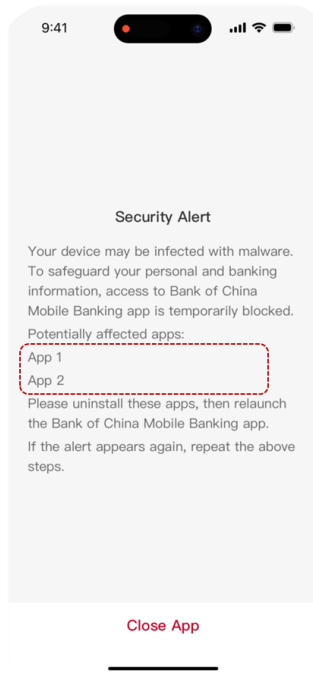 9:41
Security Alert
Your device may be infected with malware.
To safeguard your personal and banking
information, access to Bank of China
Mobile Banking app is temporarily blocked.
Potentially affected apps:
App 1
App 2
Please uninstall these apps, then relaunch
the Bank of China Mobile Banking app.
If the alert appears again, repeat the above
steps.
Close App